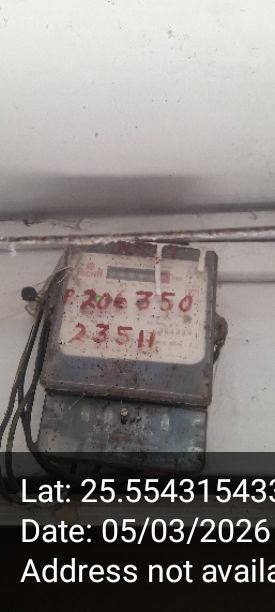 P206350
23511
Lat: 25.554315433
Date: 05/03/2026
Address not availa